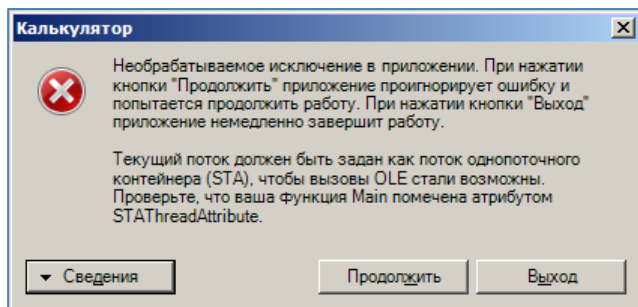 Калькулятор
Необрабатываемое исключение в приложении. При нажатии
кнопки "Продолжить" приложение проигнорирует ошибку и
попытается продолжить работу. При нажатии кнопки "Выход"
приложение немедленно завершит работу.
Текущий поток должен быть задан как поток однопоточного
контейнера (STA), чтобы вызовы OLE стали возможны.
Проверьте, что ваша функция Main помечена атрибутом
STAThreadAttribute.
Сведения Продолжить Выход